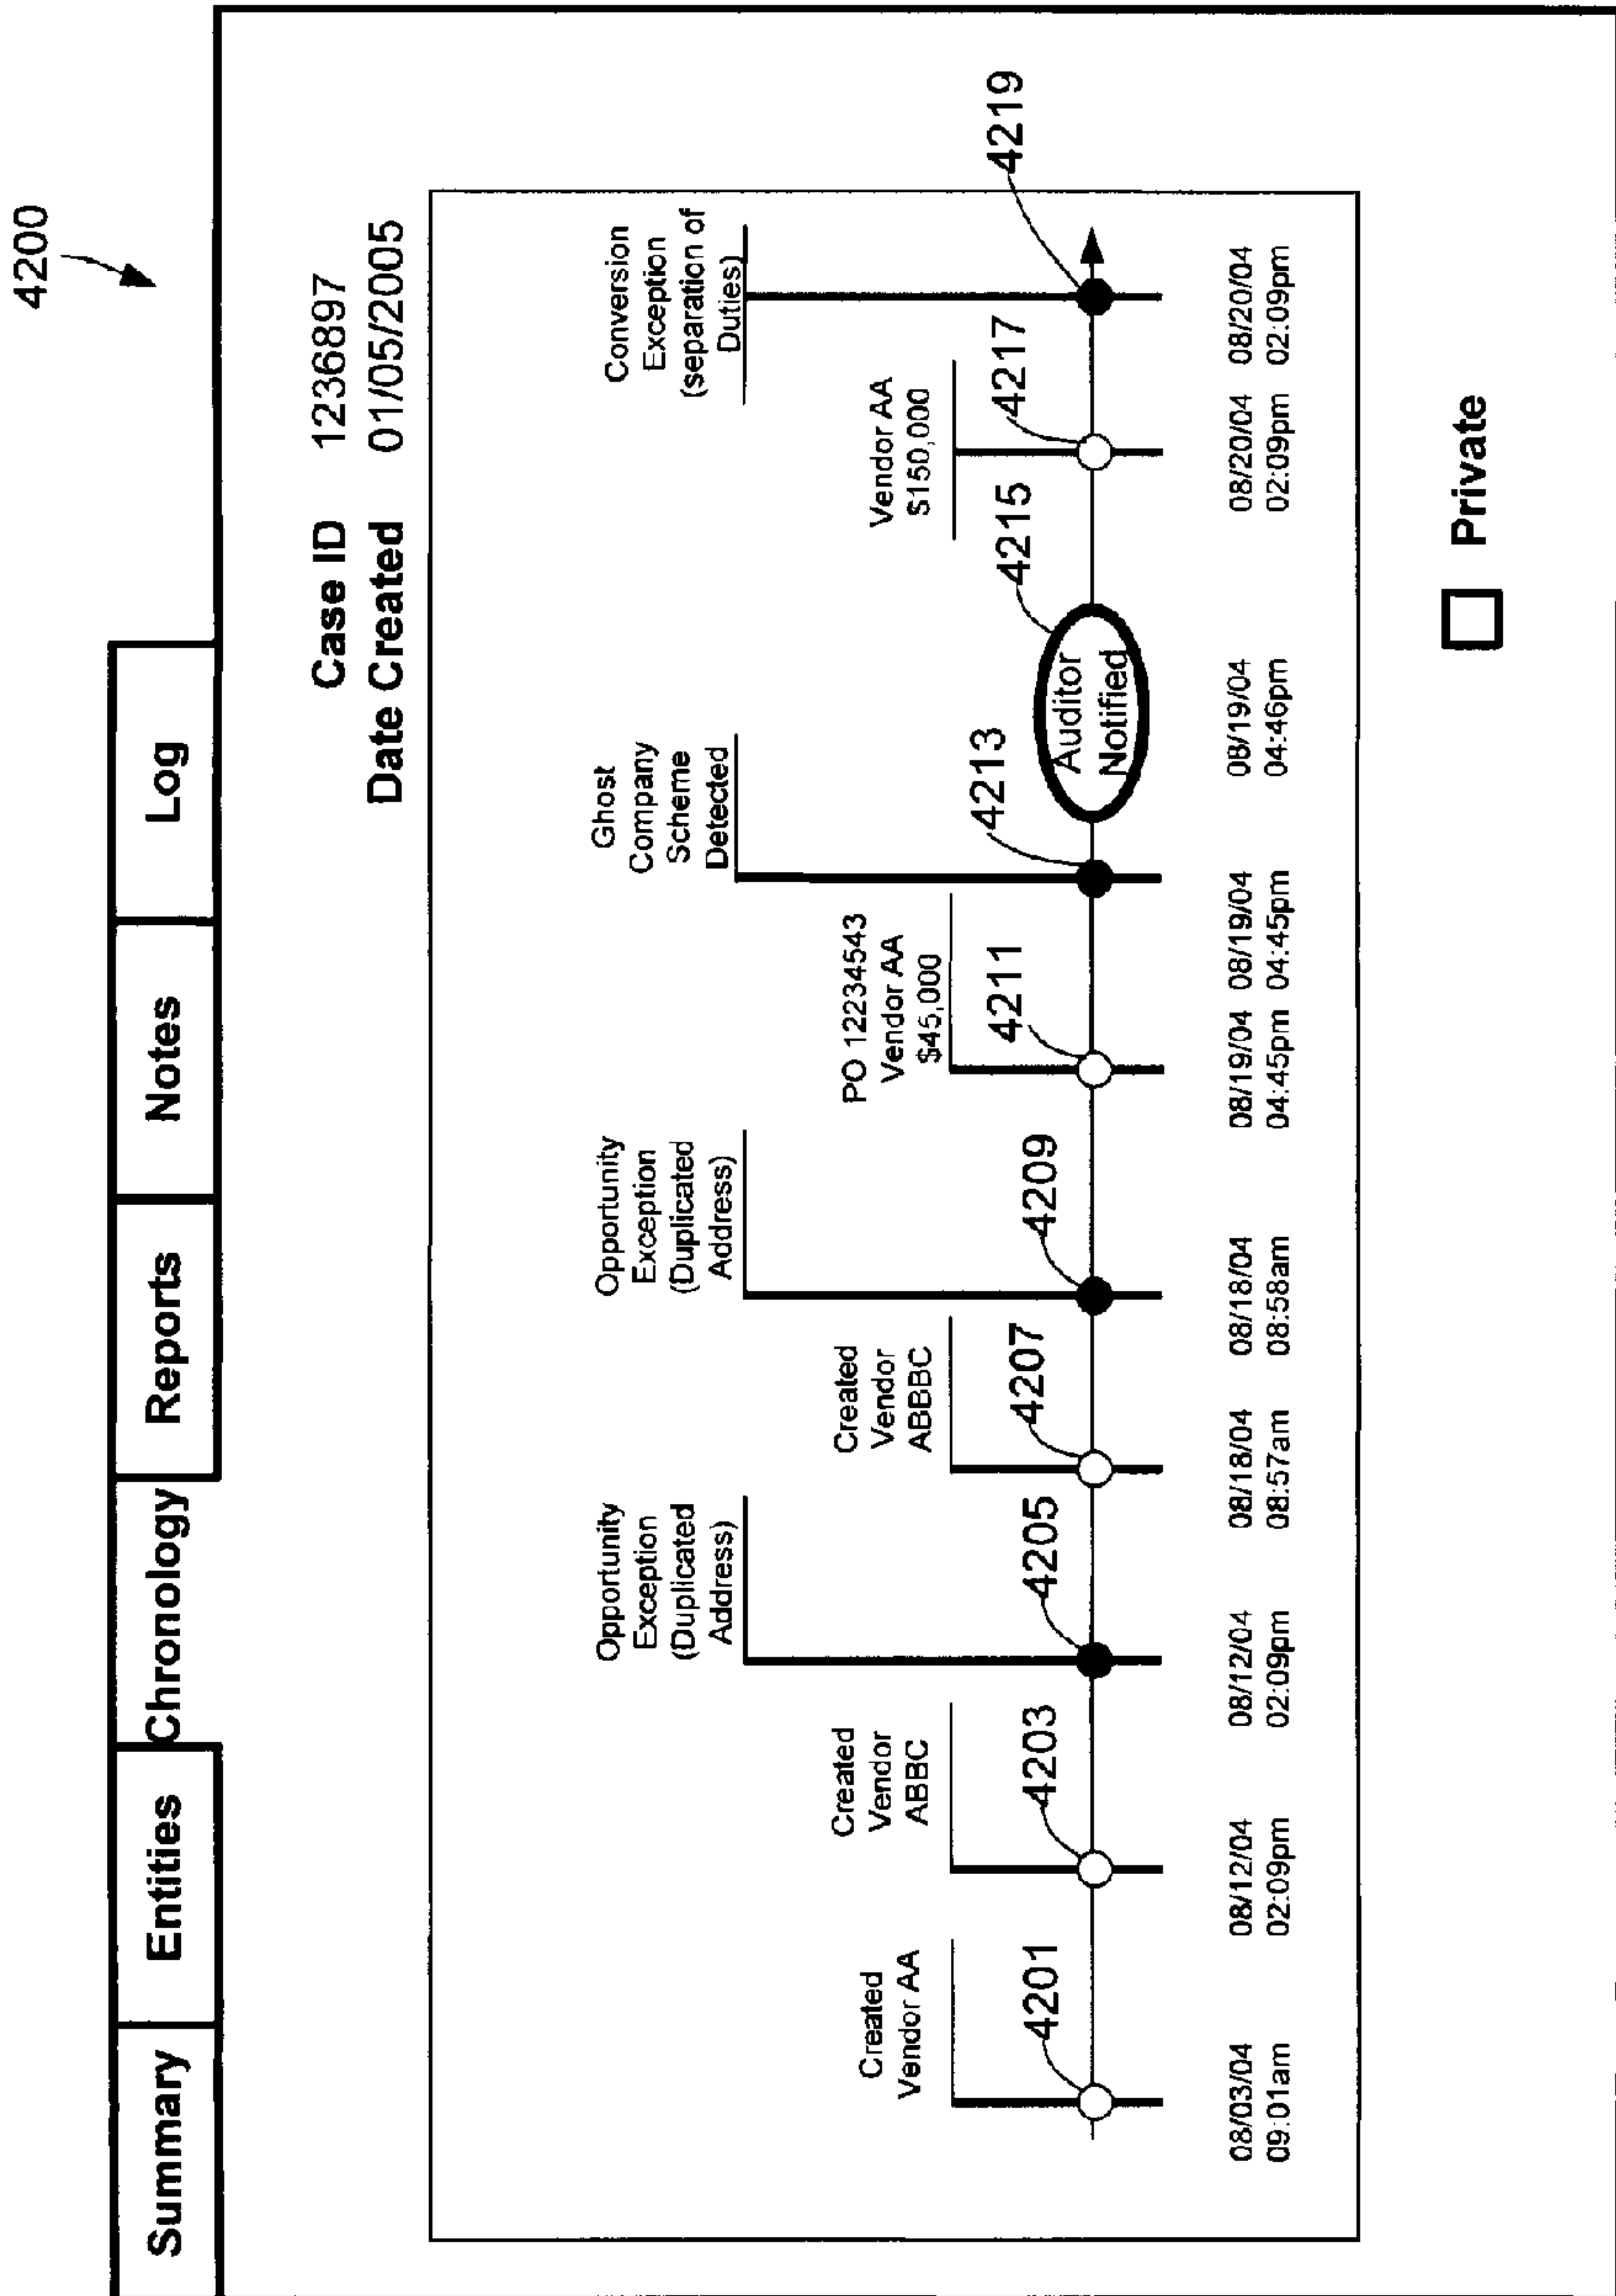 4200
Summary
Entities
Chronology
Reports
Notes
Log
Case ID 1236897
Date Created 01/05/2005
Created
Vendor AA
4201
08/03/04
09:01am
Created
Vendor
ABBC
4203
08/12/04
02:09pm
Opportunity
Exception
(Duplicated
Address)
4205
08/12/04
02:09pm
Created
Vendor
ABBBC
4207
08/18/04
08:57am
Opportunity
Exception
(Duplicated
Address)
4209
08/18/04
08:58am
PO 12234543
Vendor AA
$45,000
4211
08/19/04
04:45pm
Ghost
Company
Scheme
Detected
4213
08/19/04
04:45pm
Auditor
Notified
4215
08/19/04
04:46pm
Vendor AA
$150,000
4217
08/20/04
02:09pm
Conversion
Exception
(separation of
Duties)
4219
08/20/04
02:09pm
Private